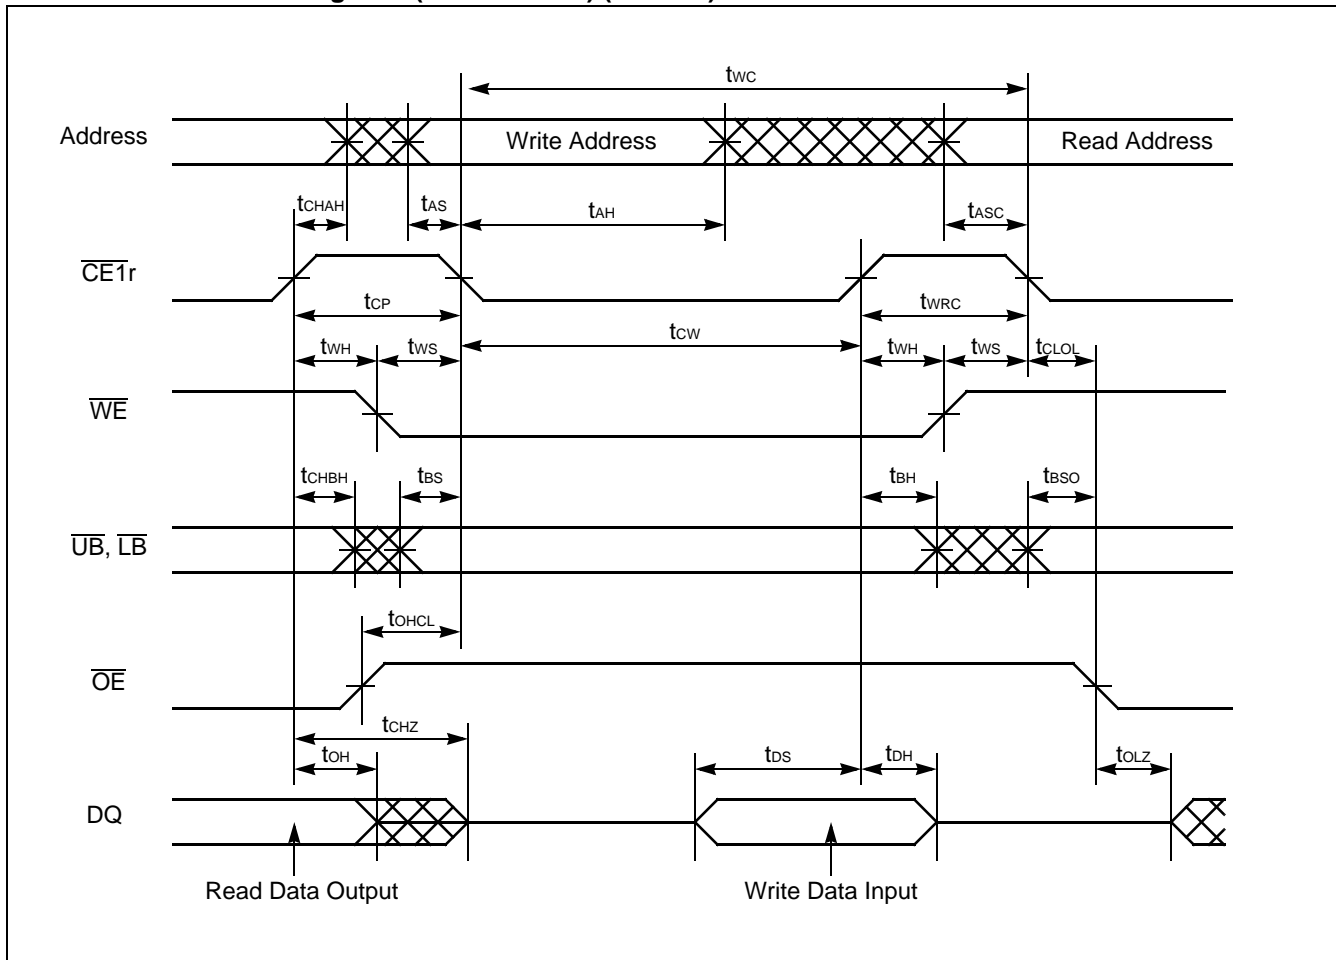 tWC
Address
Write Address
Read Address
tCHAH
tAS
tAH
tASC
CE1r
tCP
tWRC
tCW
tWH
tWS
tWH
tWS
tCLOL
WE
tCHBH
tBS
tBH
tBSO
UB, LB
tOHCL
OE
tCHZ
tOH
tDS
tDH
tOLZ
DQ
Read Data Output
Write Data Input